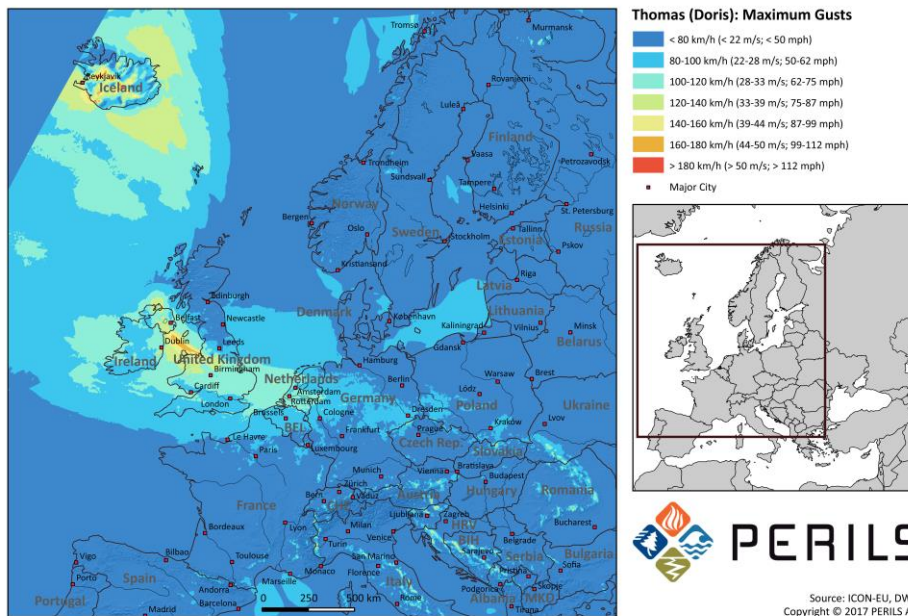 Thomas (Doris): Maximum Gusts
< 80 km/h (< 22 m/s; < 50 mph)
80-100 km/h (22-28 m/s; 50-62 mph)
100-120 km/h (28-33 m/s; 62-75 mph)
120-140 km/h (33-39 m/s; 75-87 mph)
140-160 km/h (39-44 m/s; 87-99 mph)
160-180 km/h (44-50 m/s; 99-112 mph)
> 180 km/h (> 50 m/s; > 112 mph)
Major City
Tromsø
Murmansk
Reykjavik
Iceland
Rovaniemi
Luleå
Finland
Trondheim
Vaasa
Petrozavodsk
Sundsvall
Tampere
Norway
Bergen
Helsinki
St. Petersburg
Oslo
Sweden
Stockholm
Tallinn
Estonia
Russia
Pskov
Kristiansand
Riga
Latvia
Edinburgh
Newcastle
Denmark
København
Lithuania
Belfast
Kaliningrad
Vilnius
Minsk
Dublin
Leeds
Gdansk
Belarus
Ireland
United Kingdom
Birmingham
Hamburg
Cardiff
Netherlands
Amsterdam
Berlin
Warsaw
Brest
London
Rotterdam
Germany
Lódz
Poland
Brussels
Cologne
Dresden
Ukraine
BEL
Frankfurt
Prague
Kraków
Lvov
Le Havre
Luxembourg
Czech Rep.
Paris
Slovakia
Munich
Vienna
Bratislava
France
Zürich
Budapest
Bern
Vaduz
Austria
Hungary
Romania
CHE
Ljubljana
Zagreb
Bordeaux
Lyon
Milan
Venice
HRV
Bucharest
Turin
BIH
Belgrade
Vigo
Bilbao
Toulouse
San Marino
Sarajevo
Serbia
Bulgaria
Porto
Spain
Marseille
Monaco
Florence
Pristina
Sofia
Andorra
Italy
Podgorica
Skopje
Portugal
Madrid
Barcelona
Rome
Albania
MKD
Tirana
0 250 500 km
PERILS
Source: ICON-EU, DW
Copyright © 2017 PERILS